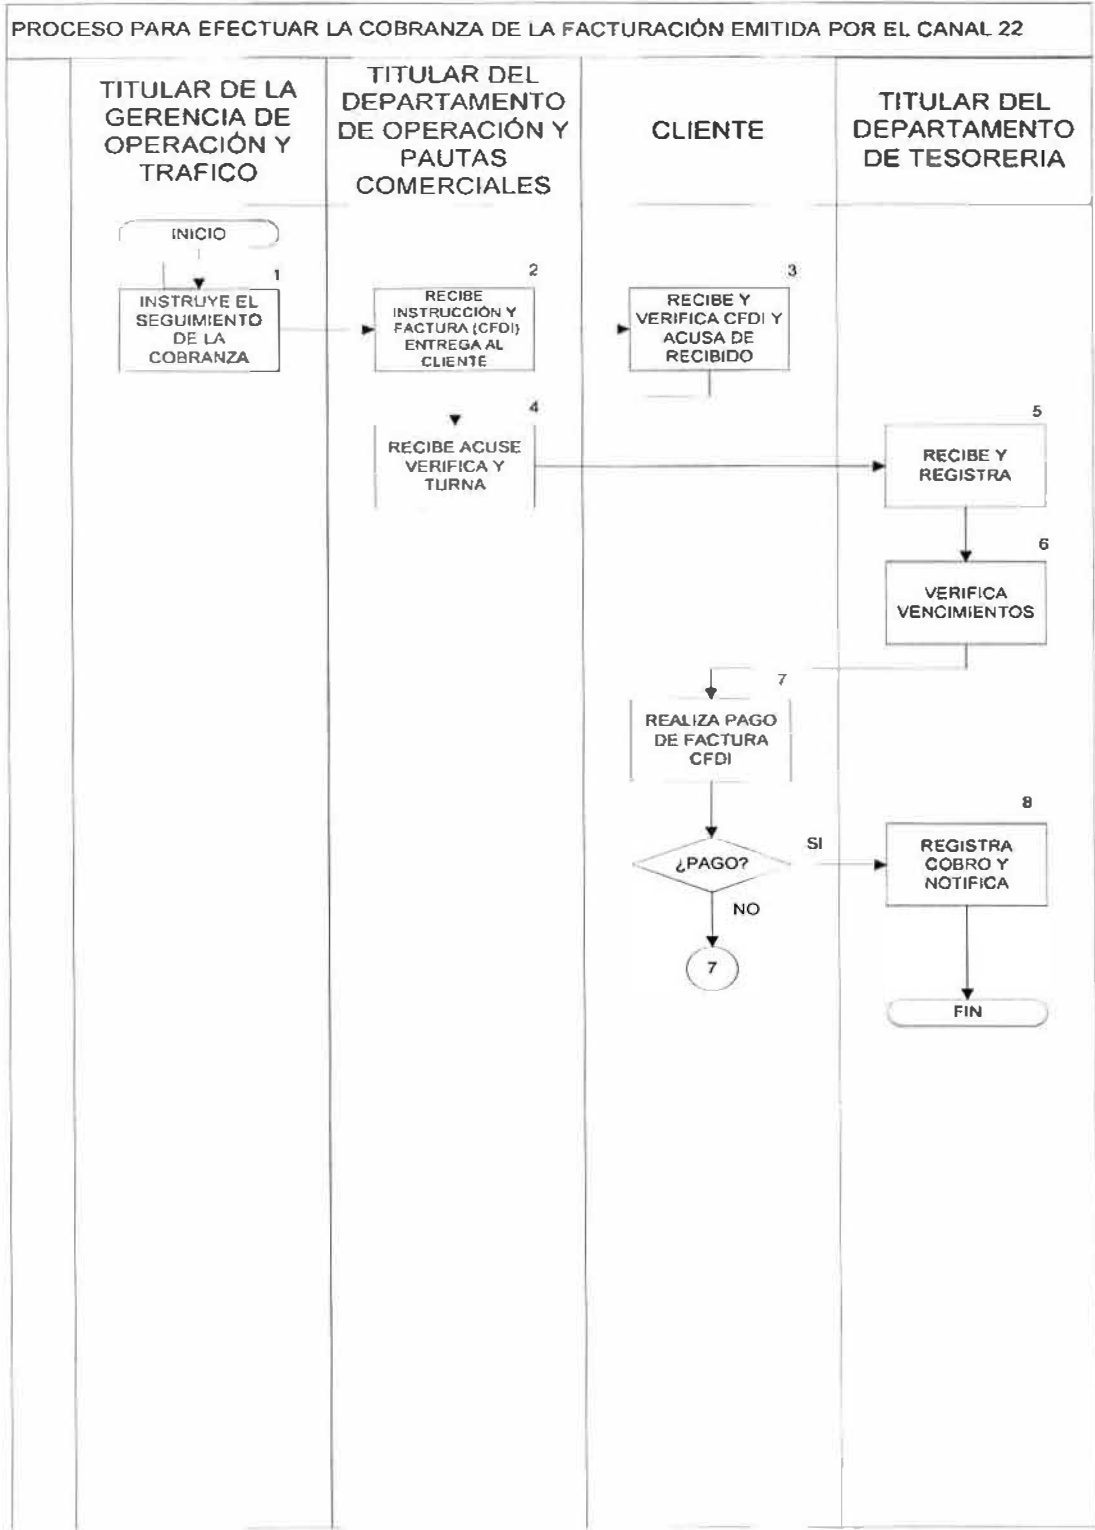 PROCESO PARA EFECTUAR LA COBRANZA DE LA FACTURACIÓN EMITIDA POR EL CANAL 22
TITULAR DE LA
GERENCIA DE
OPERACIÓN Y
TRAFICO
TITULAR DEL
DEPARTAMENTO
DE OPERACIÓN Y
PAUTAS
COMERCIALES
CLIENTE
TITULAR DEL
DEPARTAMENTO
DE TESORERIA
INICIO
1
INSTRUYE EL
SEGUIMIENTO
DE LA
COBRANZA
2
RECIBE
INSTRUCCIÓN Y
FACTURA (CFDI)
ENTREGA AL
CLIENTE
3
RECIBE Y
VERIFICA CFDI Y
ACUSA DE
RECIBIDO
4
RECIBE ACUSE
VERIFICA Y
TURNA
5
RECIBE Y
REGISTRA
6
VERIFICA
VENCIMIENTOS
7
REALIZA PAGO
DE FACTURA
CFDI
¿PAGO?
SI
NO
7
8
REGISTRA
COBRO Y
NOTIFICA
FIN